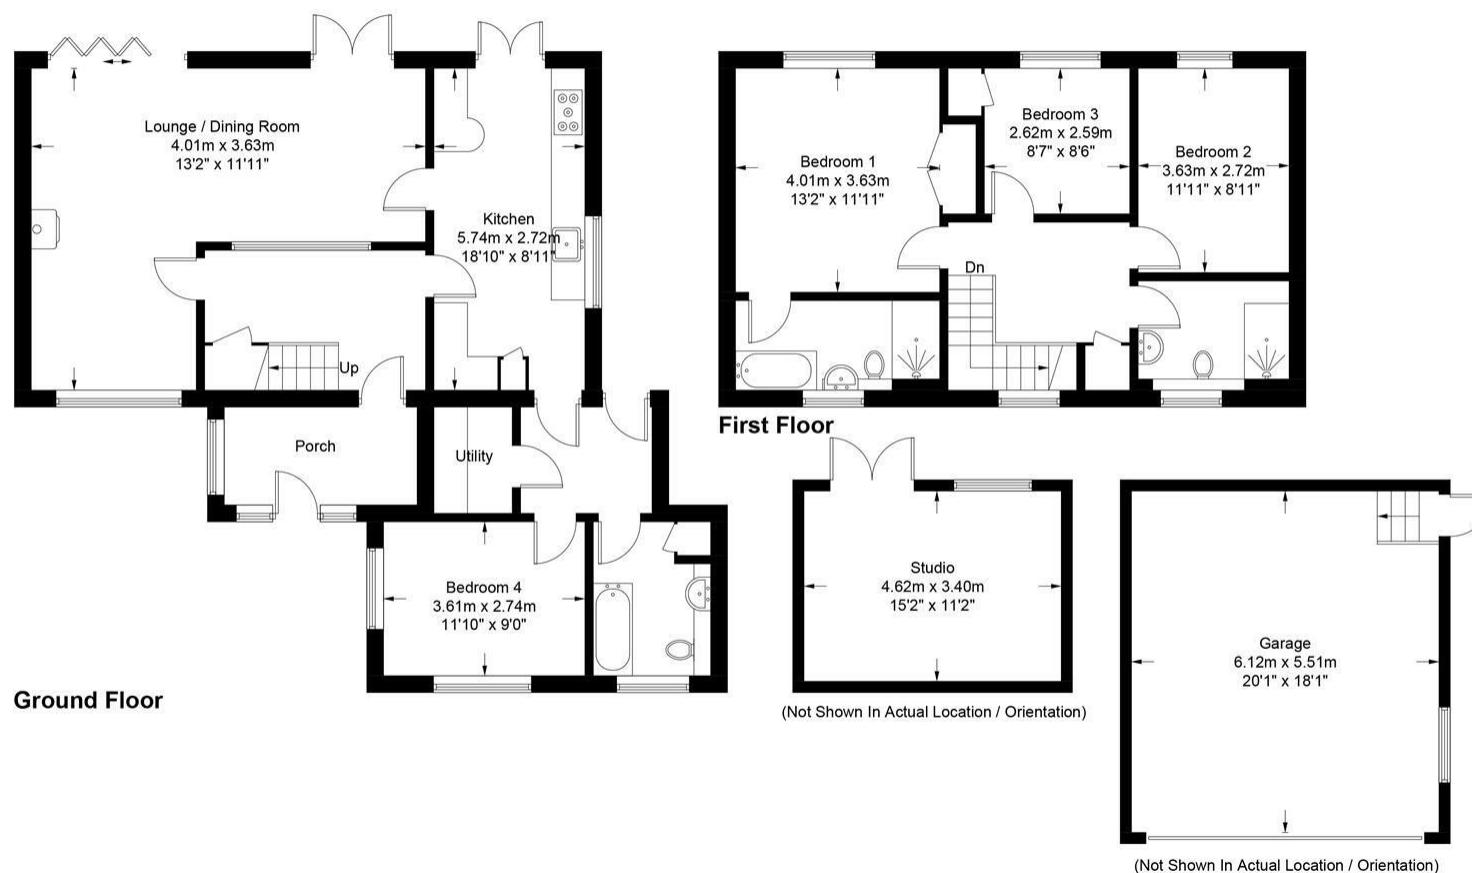 Lounge / Dining Room
4.01m x 3.63m
13'2" x 11'11"
Kitchen
5.74m x 2.72m
18'10" x 8'11"
Up
Porch
Utility
Bedroom 4
3.61m x 2.74m
11'10" x 9'0"
Ground Floor
Bedroom 1
4.01m x 3.63m
13'2" x 11'11"
Bedroom 3
2.62m x 2.59m
8'7" x 8'6"
Bedroom 2
3.63m x 2.72m
11'11" x 8'11"
Dn
First Floor
Studio
4.62m x 3.40m
15'2" x 11'2"
(Not Shown In Actual Location / Orientation)
Garage
6.12m x 5.51m
20'1" x 18'1"
(Not Shown In Actual Location / Orientation)